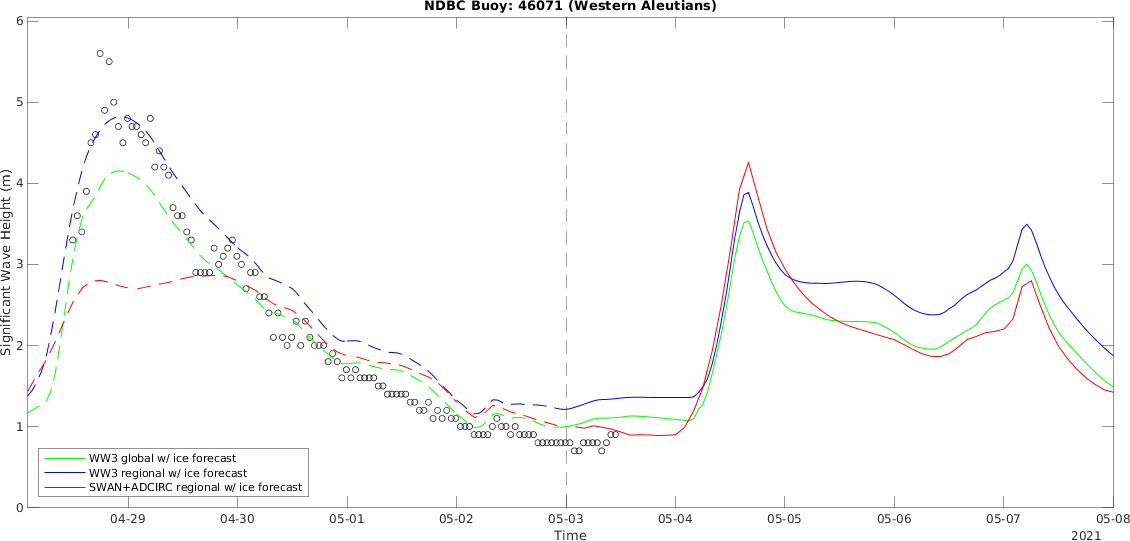 NDBC Buoy: 46071 (Western Aleutians)
6
5
4
3
2
1
0
Significant Wave Height (m)
WW3 global w/ ice forecast
WW3 regional w/ ice forecast
SWAN+ADCIRC regional w/ ice forecast
04-29 04-30 05-01 05-02 05-03 05-04 05-05 05-06 05-07 05-08
Time
2021